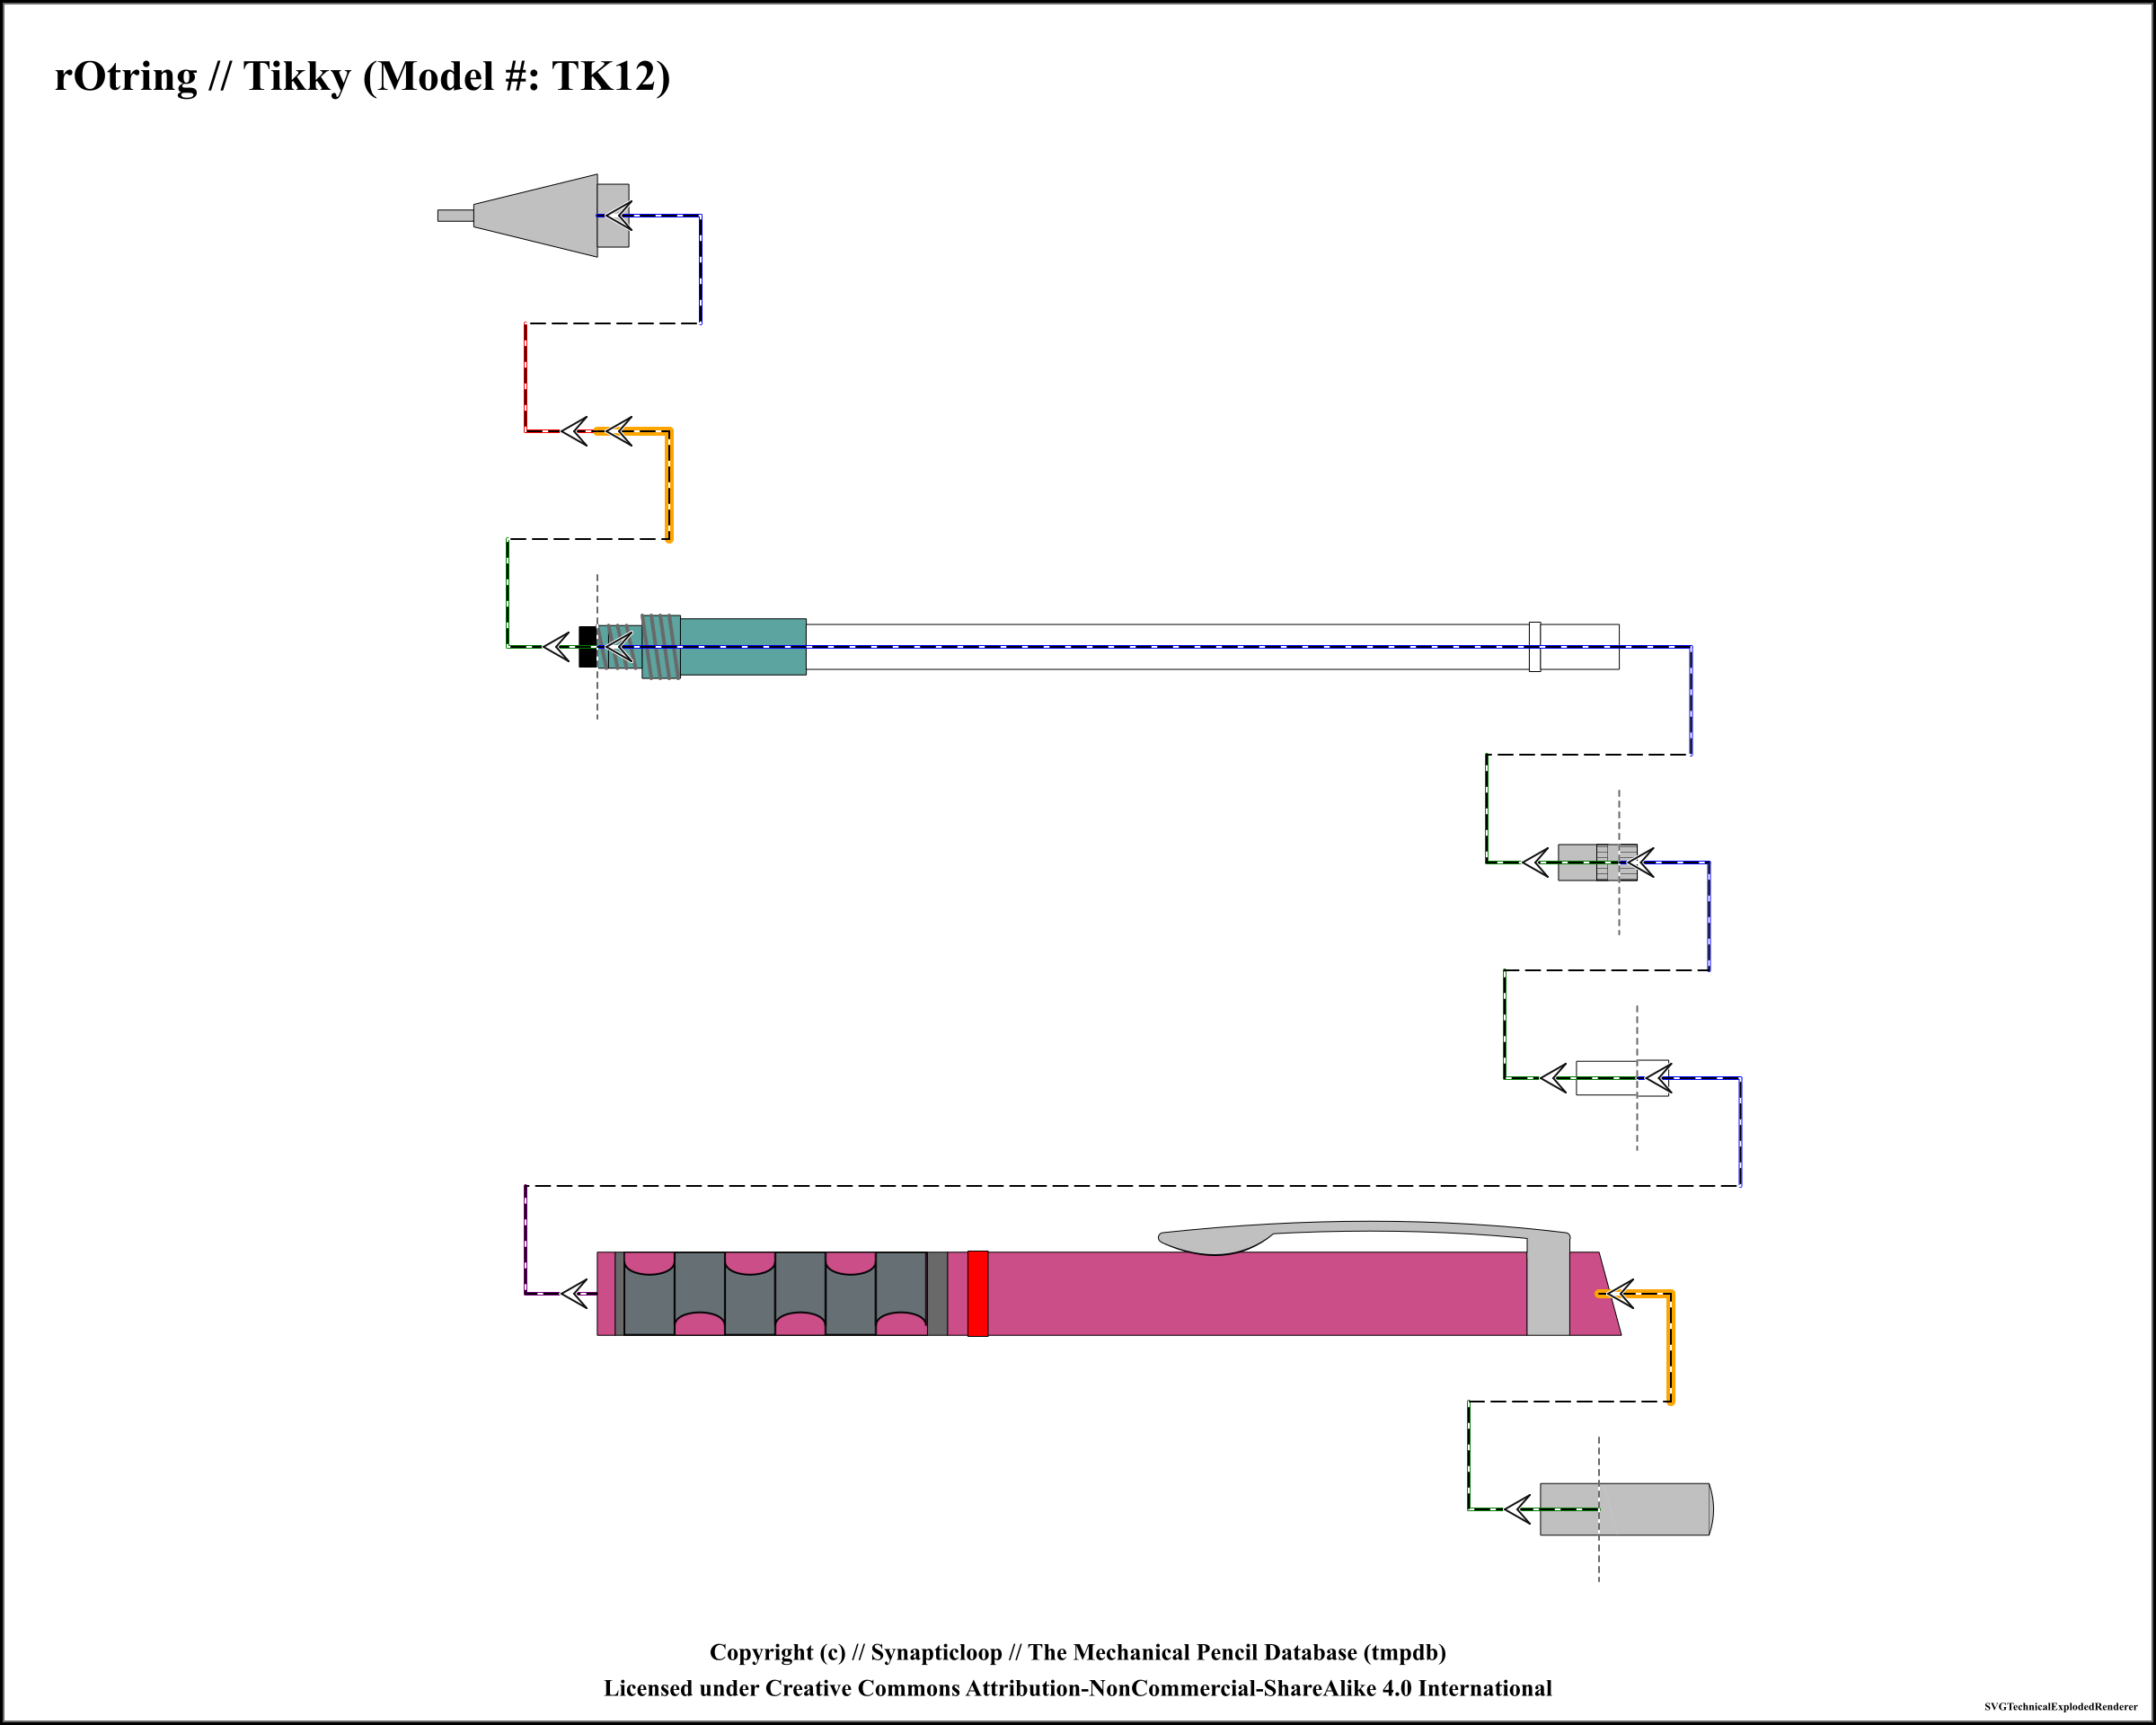 rOtring // Tikky (Model #: TK12)
Copyright (c) // Synapticloop // The Mechanical Pencil Database (tmpdb)
Licensed under Creative Commons Attribution-NonCommercial-ShareAlike 4.0 International
SVGTechnicalExplodedRenderer